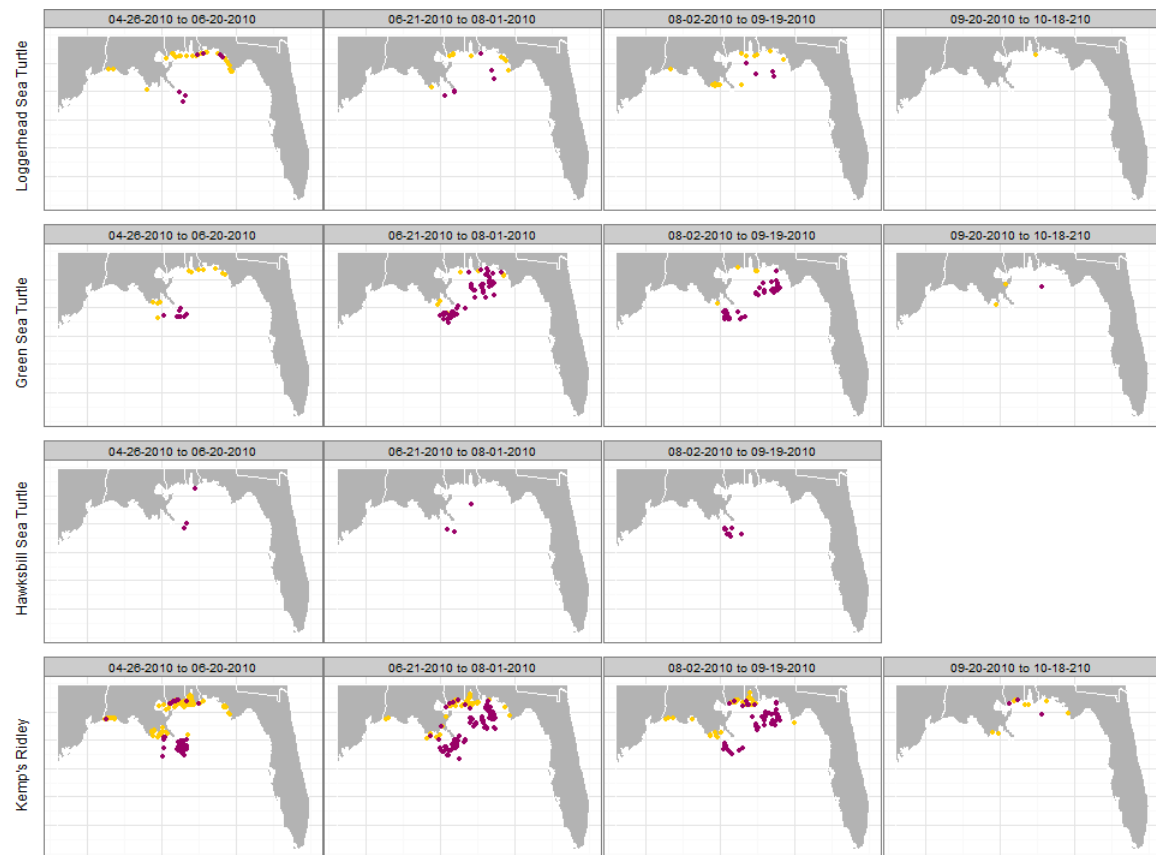 04-26-2010 to 06-20-2010
06-21-2010 to 08-01-2010
08-02-2010 to 09-19-2010
09-20-2010 to 10-18-210
Loggerhead Sea Turtle
04-26-2010 to 06-20-2010
06-21-2010 to 08-01-2010
08-02-2010 to 09-19-2010
09-20-2010 to 10-18-210
Green Sea Turtle
04-26-2010 to 06-20-2010
06-21-2010 to 08-01-2010
08-02-2010 to 09-19-2010
Hawksbill Sea Turtle
04-26-2010 to 06-20-2010
06-21-2010 to 08-01-2010
08-02-2010 to 09-19-2010
09-20-2010 to 10-18-210
Kemp's Ridley